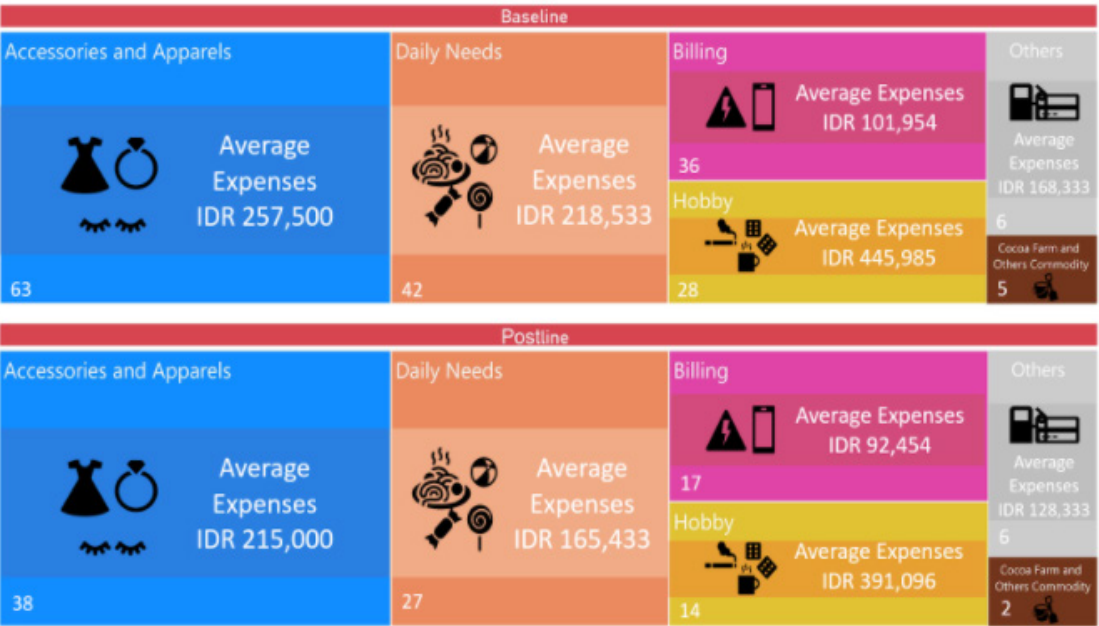 Baseline
Accessories and Apparels
Average
Expenses
IDR 257,500
63
Daily Needs
Average
Expenses
IDR 218,533
42
Billing
Average Expenses
IDR 101,954
36
Hobby
Average Expenses
IDR 445,985
28
Others
Average
Expenses
IDR 168,333
6
Cocoa Farm and
Others Commodity
5
Postline
Accessories and Apparels
Average
Expenses
IDR 215,000
38
Daily Needs
Average
Expenses
IDR 165,433
27
Billing
Average Expenses
IDR 92,454
17
Hobby
Average Expenses
IDR 391,096
14
Others
Average
Expenses
IDR 128,333
6
Cocoa Farm and
Others Commodity
2